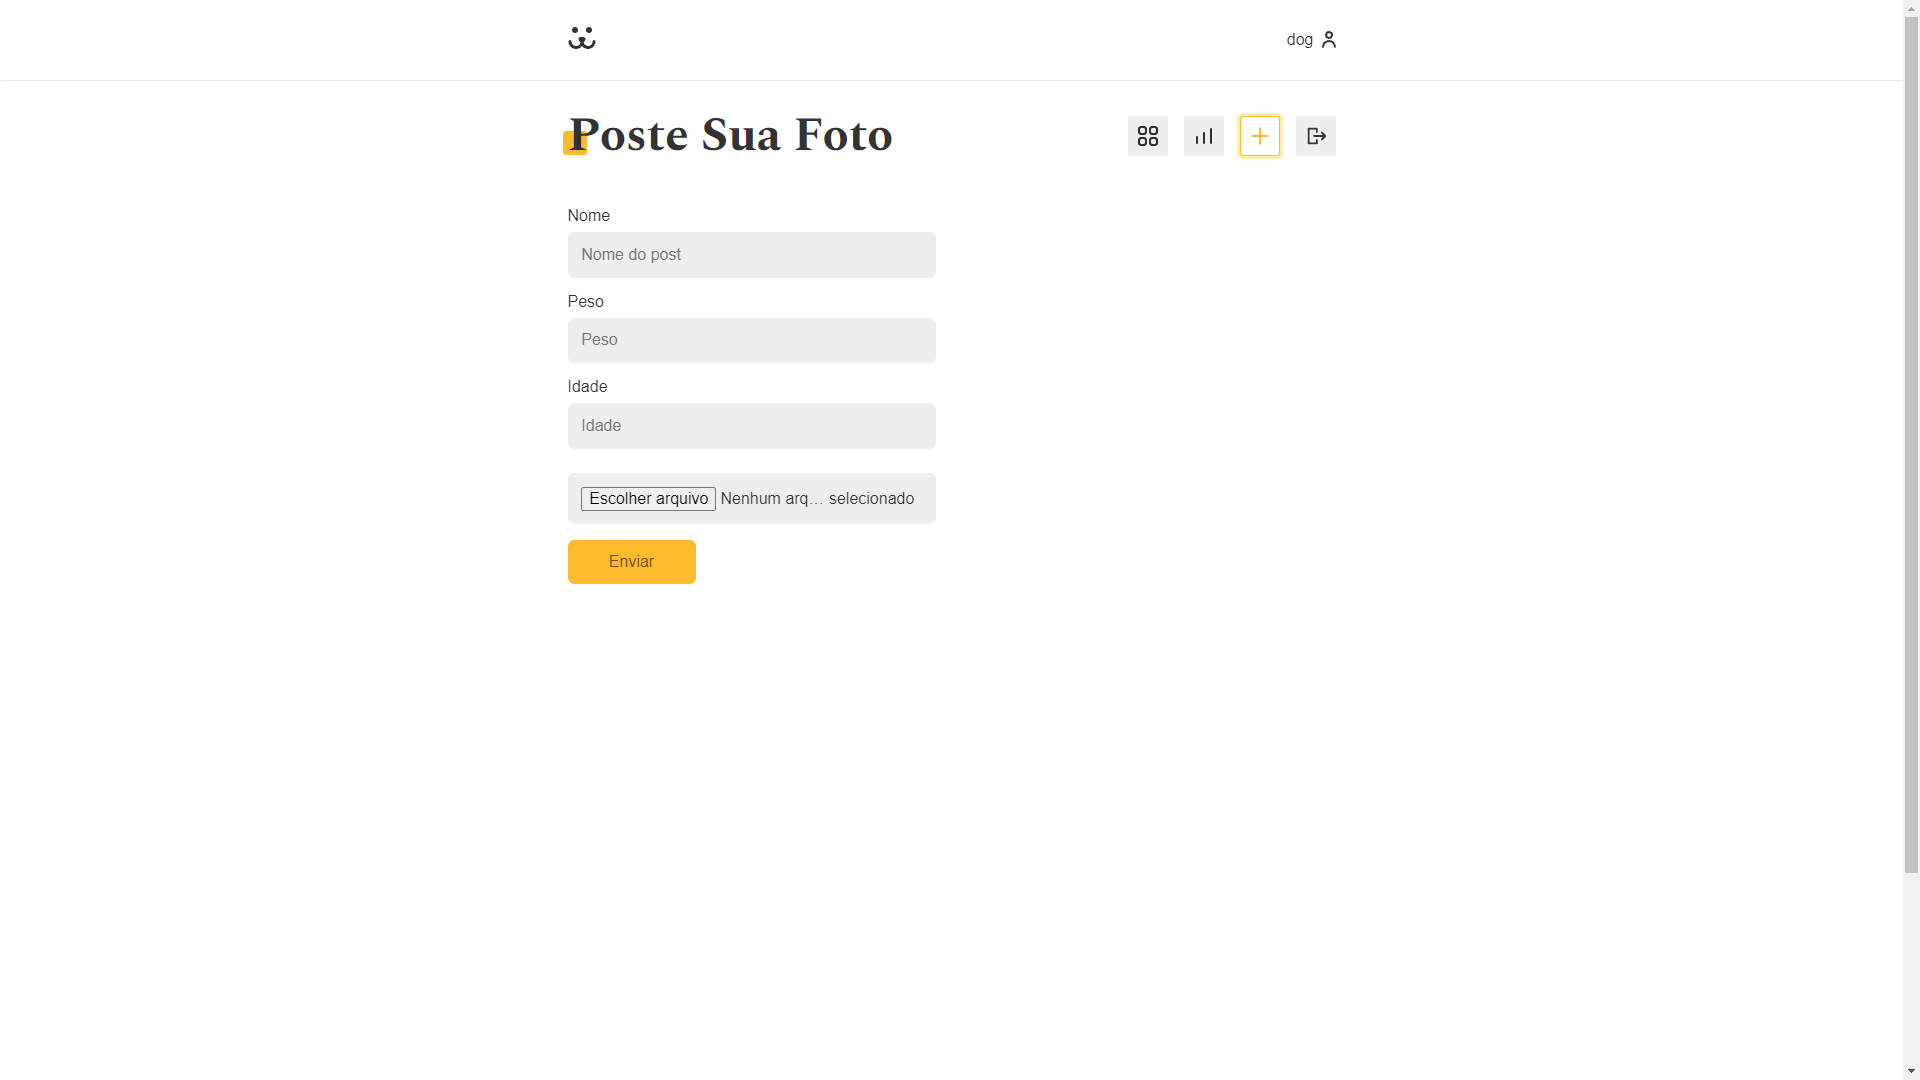 dog
Poste Sua Foto
Nome
Nome do post
Peso
Peso
Idade
Idade
Escolher arquivo Nenhum arq... selecionado
Enviar